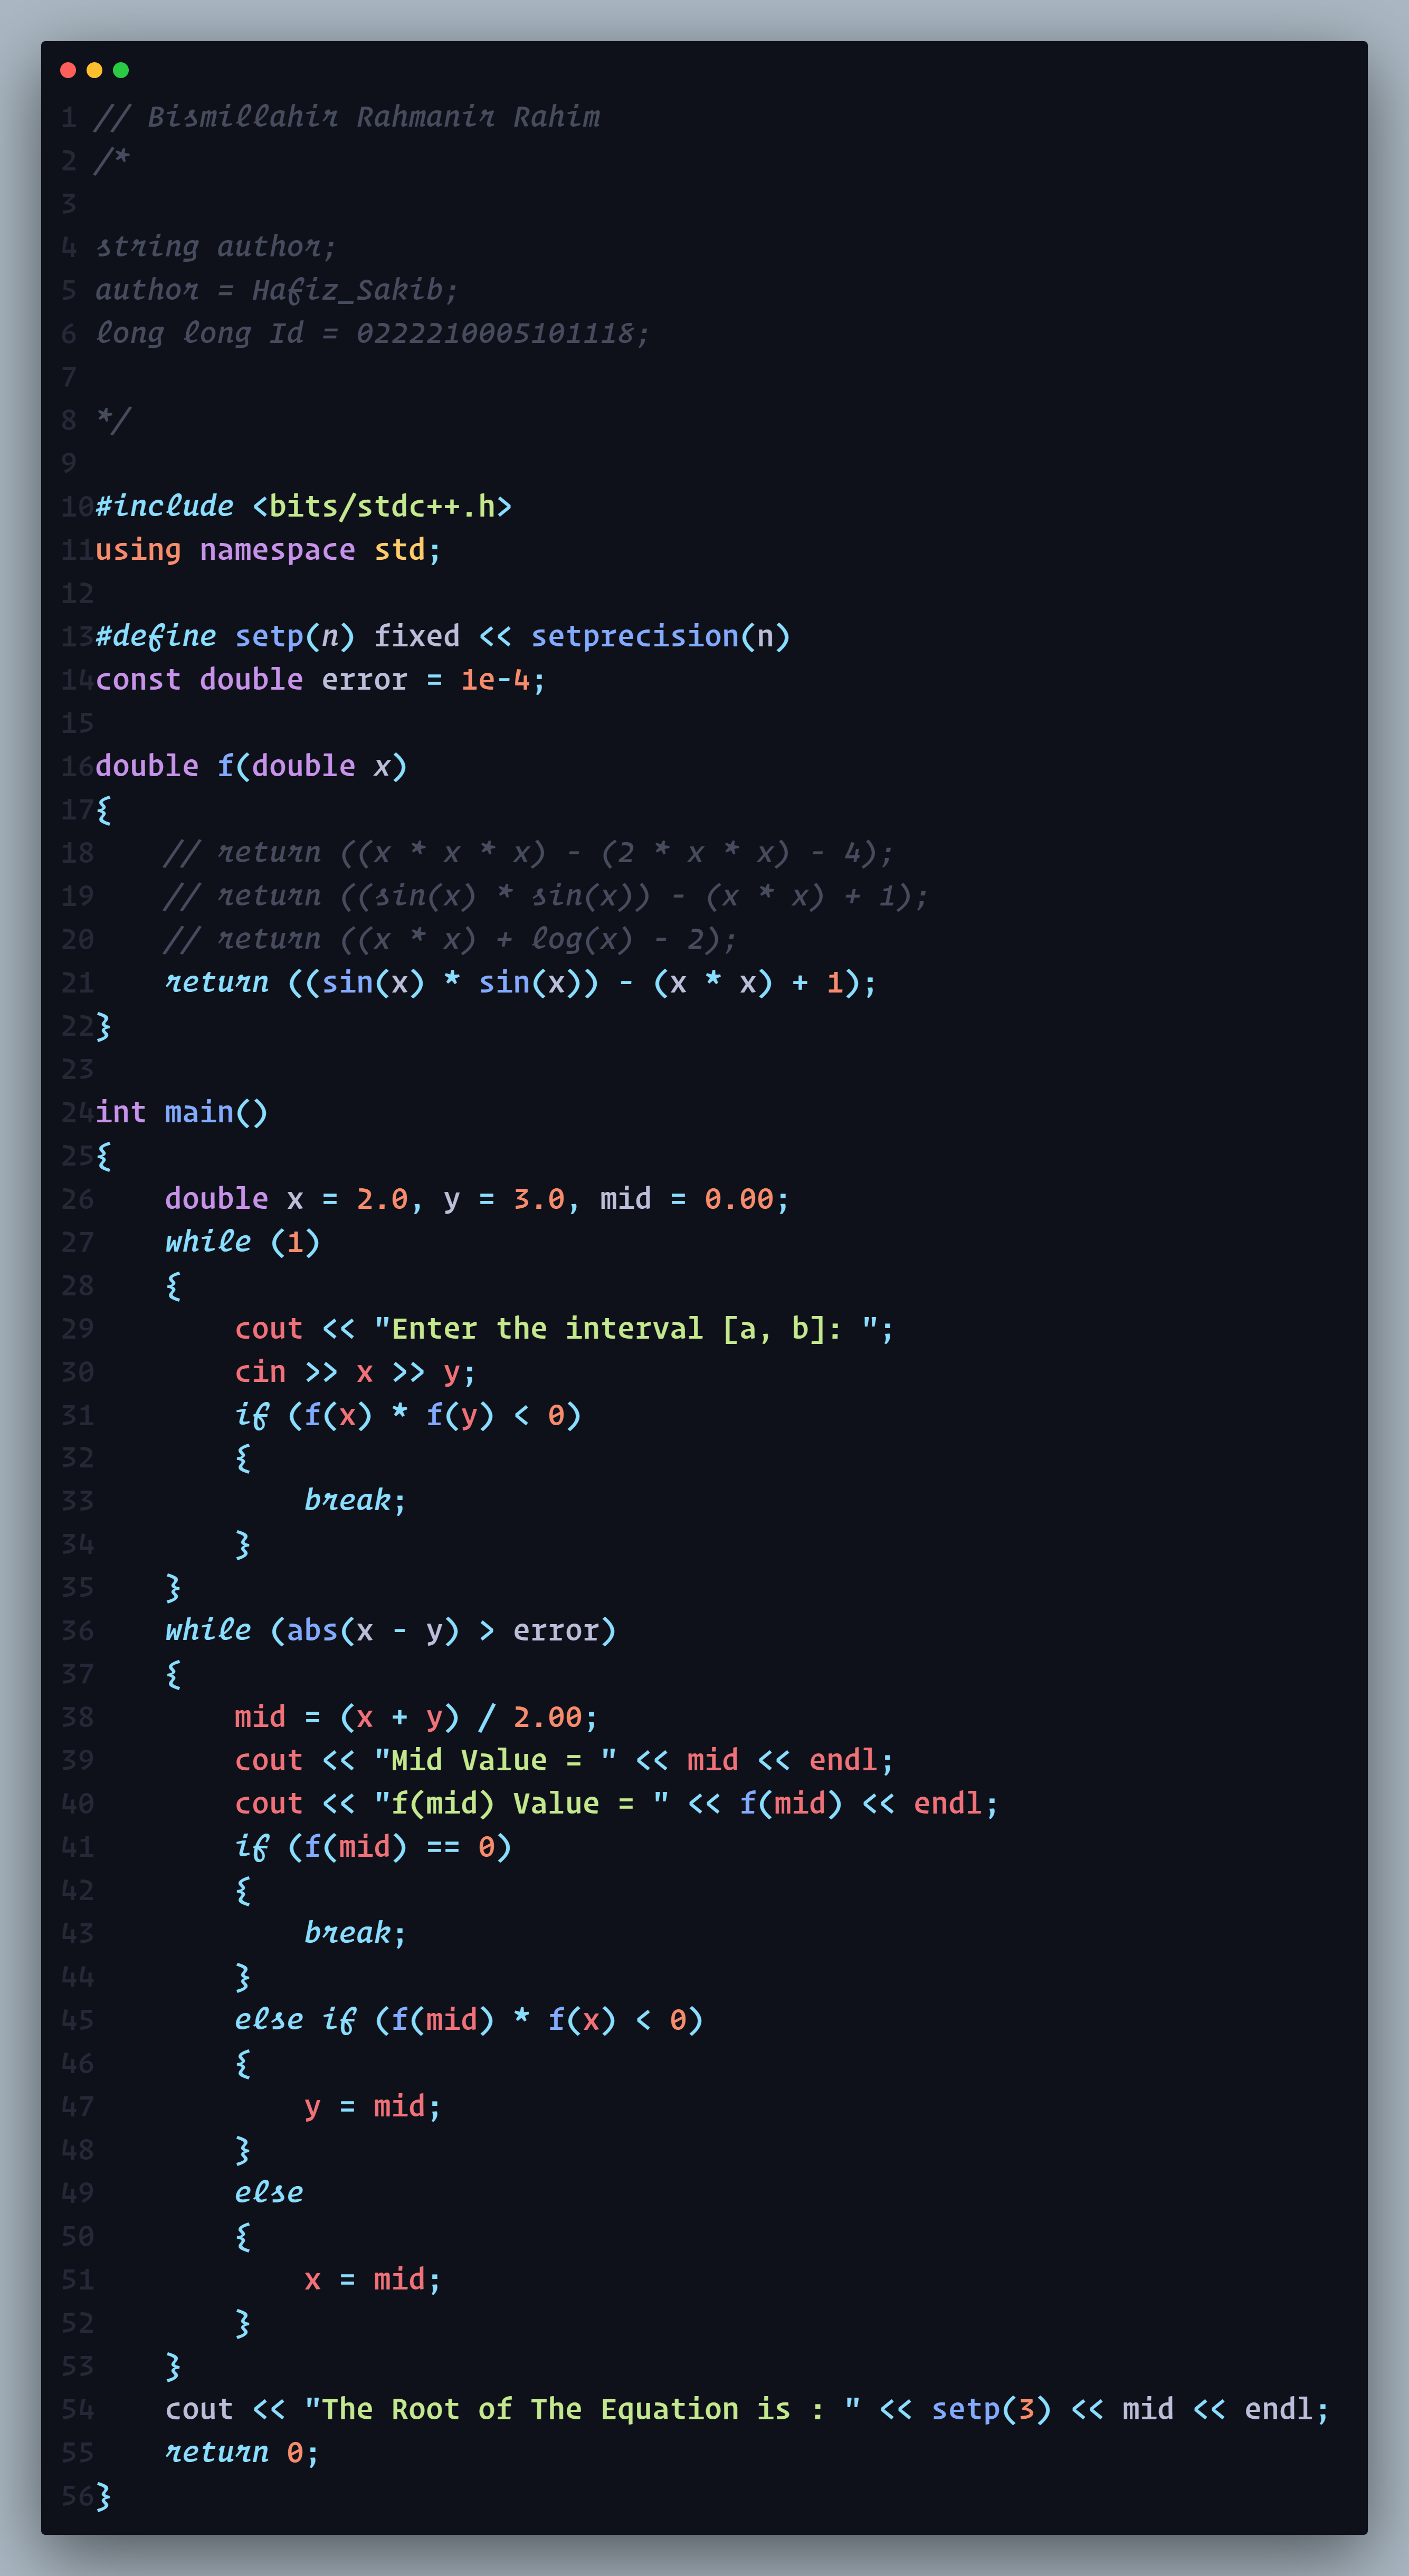 1 // Bismillahir Rahmanir Rahim
2 /*
3
4 string author;
5 author = Hafiz_Sakib;
6 long long Id = 0222210005101118;
7
8 */
9
10 #include <bits/stdc++.h>
11 using namespace std;
12
13 #define setp(n) fixed << setprecision(n)
14 const double error = 1e-4;
15
16 double f(double x)
17 {
18     // return ((x * x * x) - (2 * x * x) - 4);
19     // return ((sin(x) * sin(x)) - (x * x) + 1);
20     // return ((x * x) + log(x) - 2);
21     return ((sin(x) * sin(x)) - (x * x) + 1);
22 }
23
24 int main()
25 {
26     double x = 2.0, y = 3.0, mid = 0.00;
27     while (1)
28     {
29         cout << "Enter the interval [a, b]: ";
30         cin >> x >> y;
31         if (f(x) * f(y) < 0)
32         {
33             break;
34         }
35     }
36     while (abs(x - y) > error)
37     {
38         mid = (x + y) / 2.00;
39         cout << "Mid Value = " << mid << endl;
40         cout << "f(mid) Value = " << f(mid) << endl;
41         if (f(mid) == 0)
42         {
43             break;
44         }
45         else if (f(mid) * f(x) < 0)
46         {
47             y = mid;
48         }
49         else
50         {
51             x = mid;
52         }
53     }
54     cout << "The Root of The Equation is : " << setp(3) << mid << endl;
55     return 0;
56 }